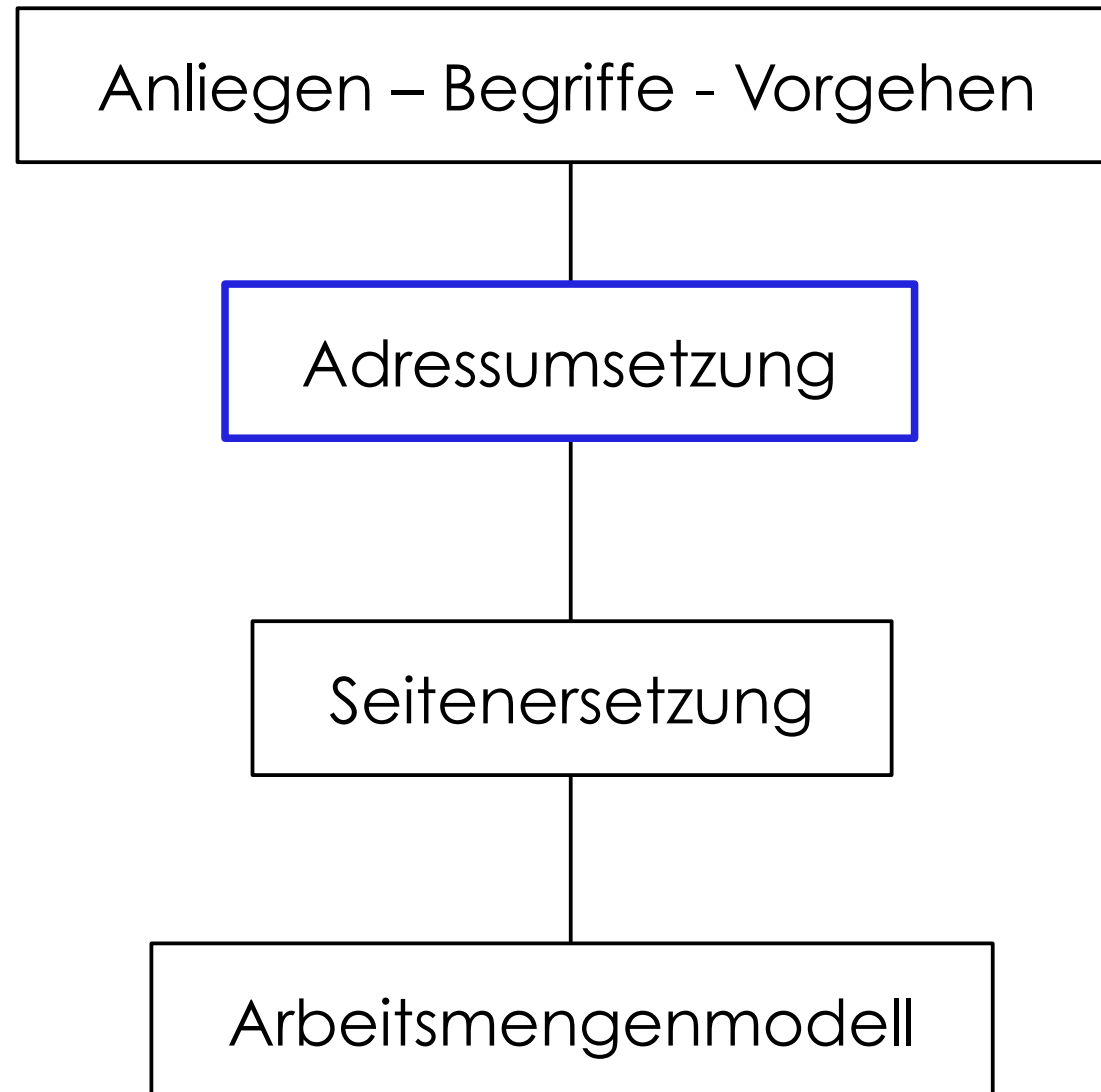 Anliegen – Begriffe - Vorgehen
Adressumsetzung
Seitenersetzung
Arbeitsmengenmodell